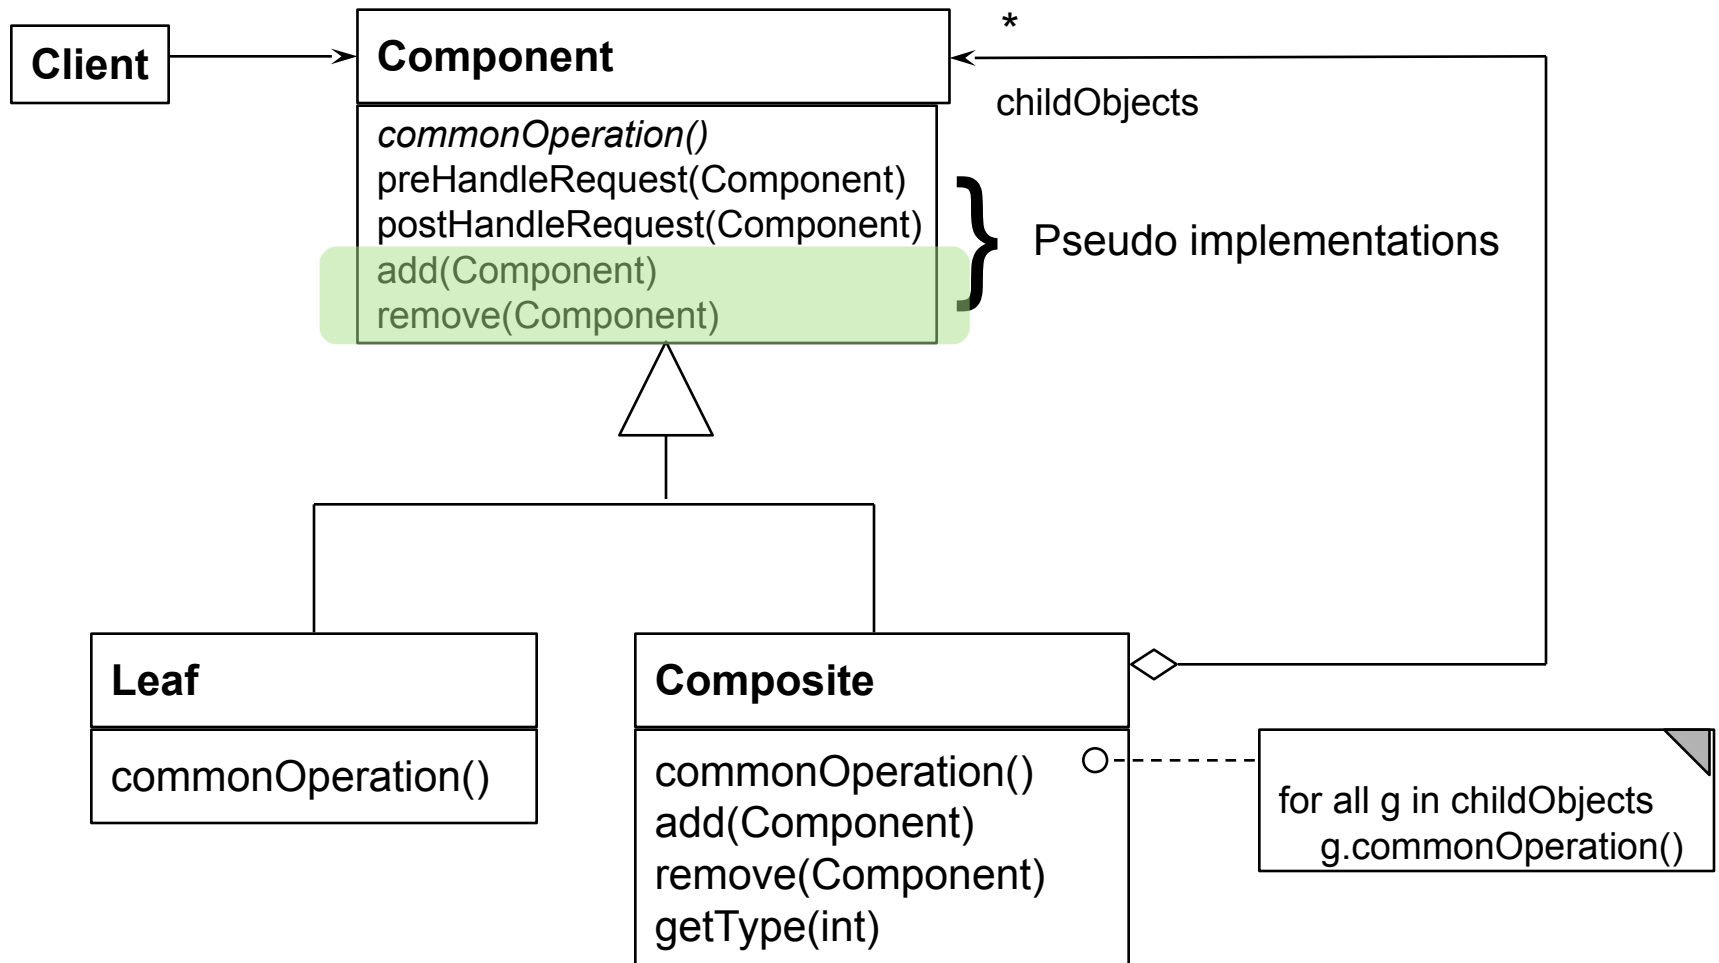 Client
Component
*
childObjects
commonOperation()
preHandleRequest(Component)
postHandleRequest(Component)
add(Component)
remove(Component)
}
Pseudo implementations
Leaf
commonOperation()
Composite
commonOperation()
add(Component)
remove(Component)
getType(int)
for all g in childObjects
g.commonOperation()